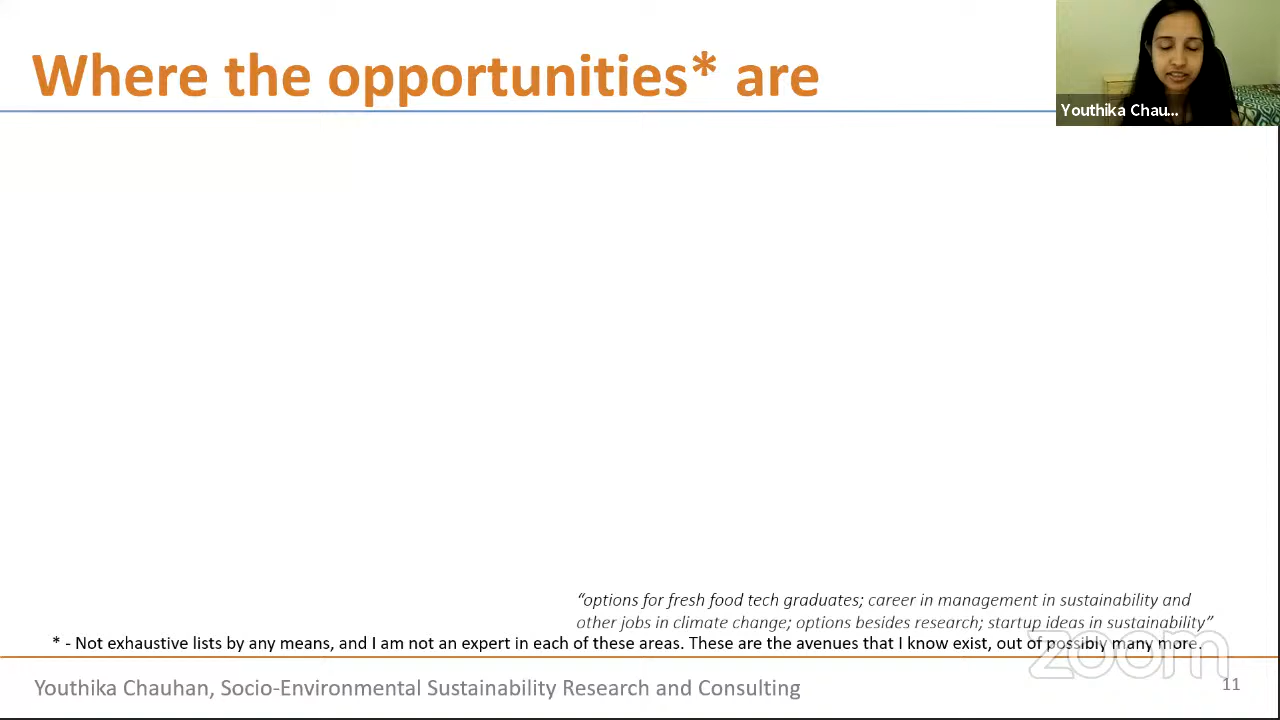 Where the opportunities* are
Youthika Chau...
“options for fresh food tech graduates; career in management in sustainability and
other jobs in climate change; options besides research; startup ideas in sustainability”
* - Not exhaustive lists by any means, and I am not an expert in each of these areas. These are the avenues that I know exist, out of possibly many more.
zoom
Youthika Chauhan, Socio-Environmental Sustainability Research and Consulting
11